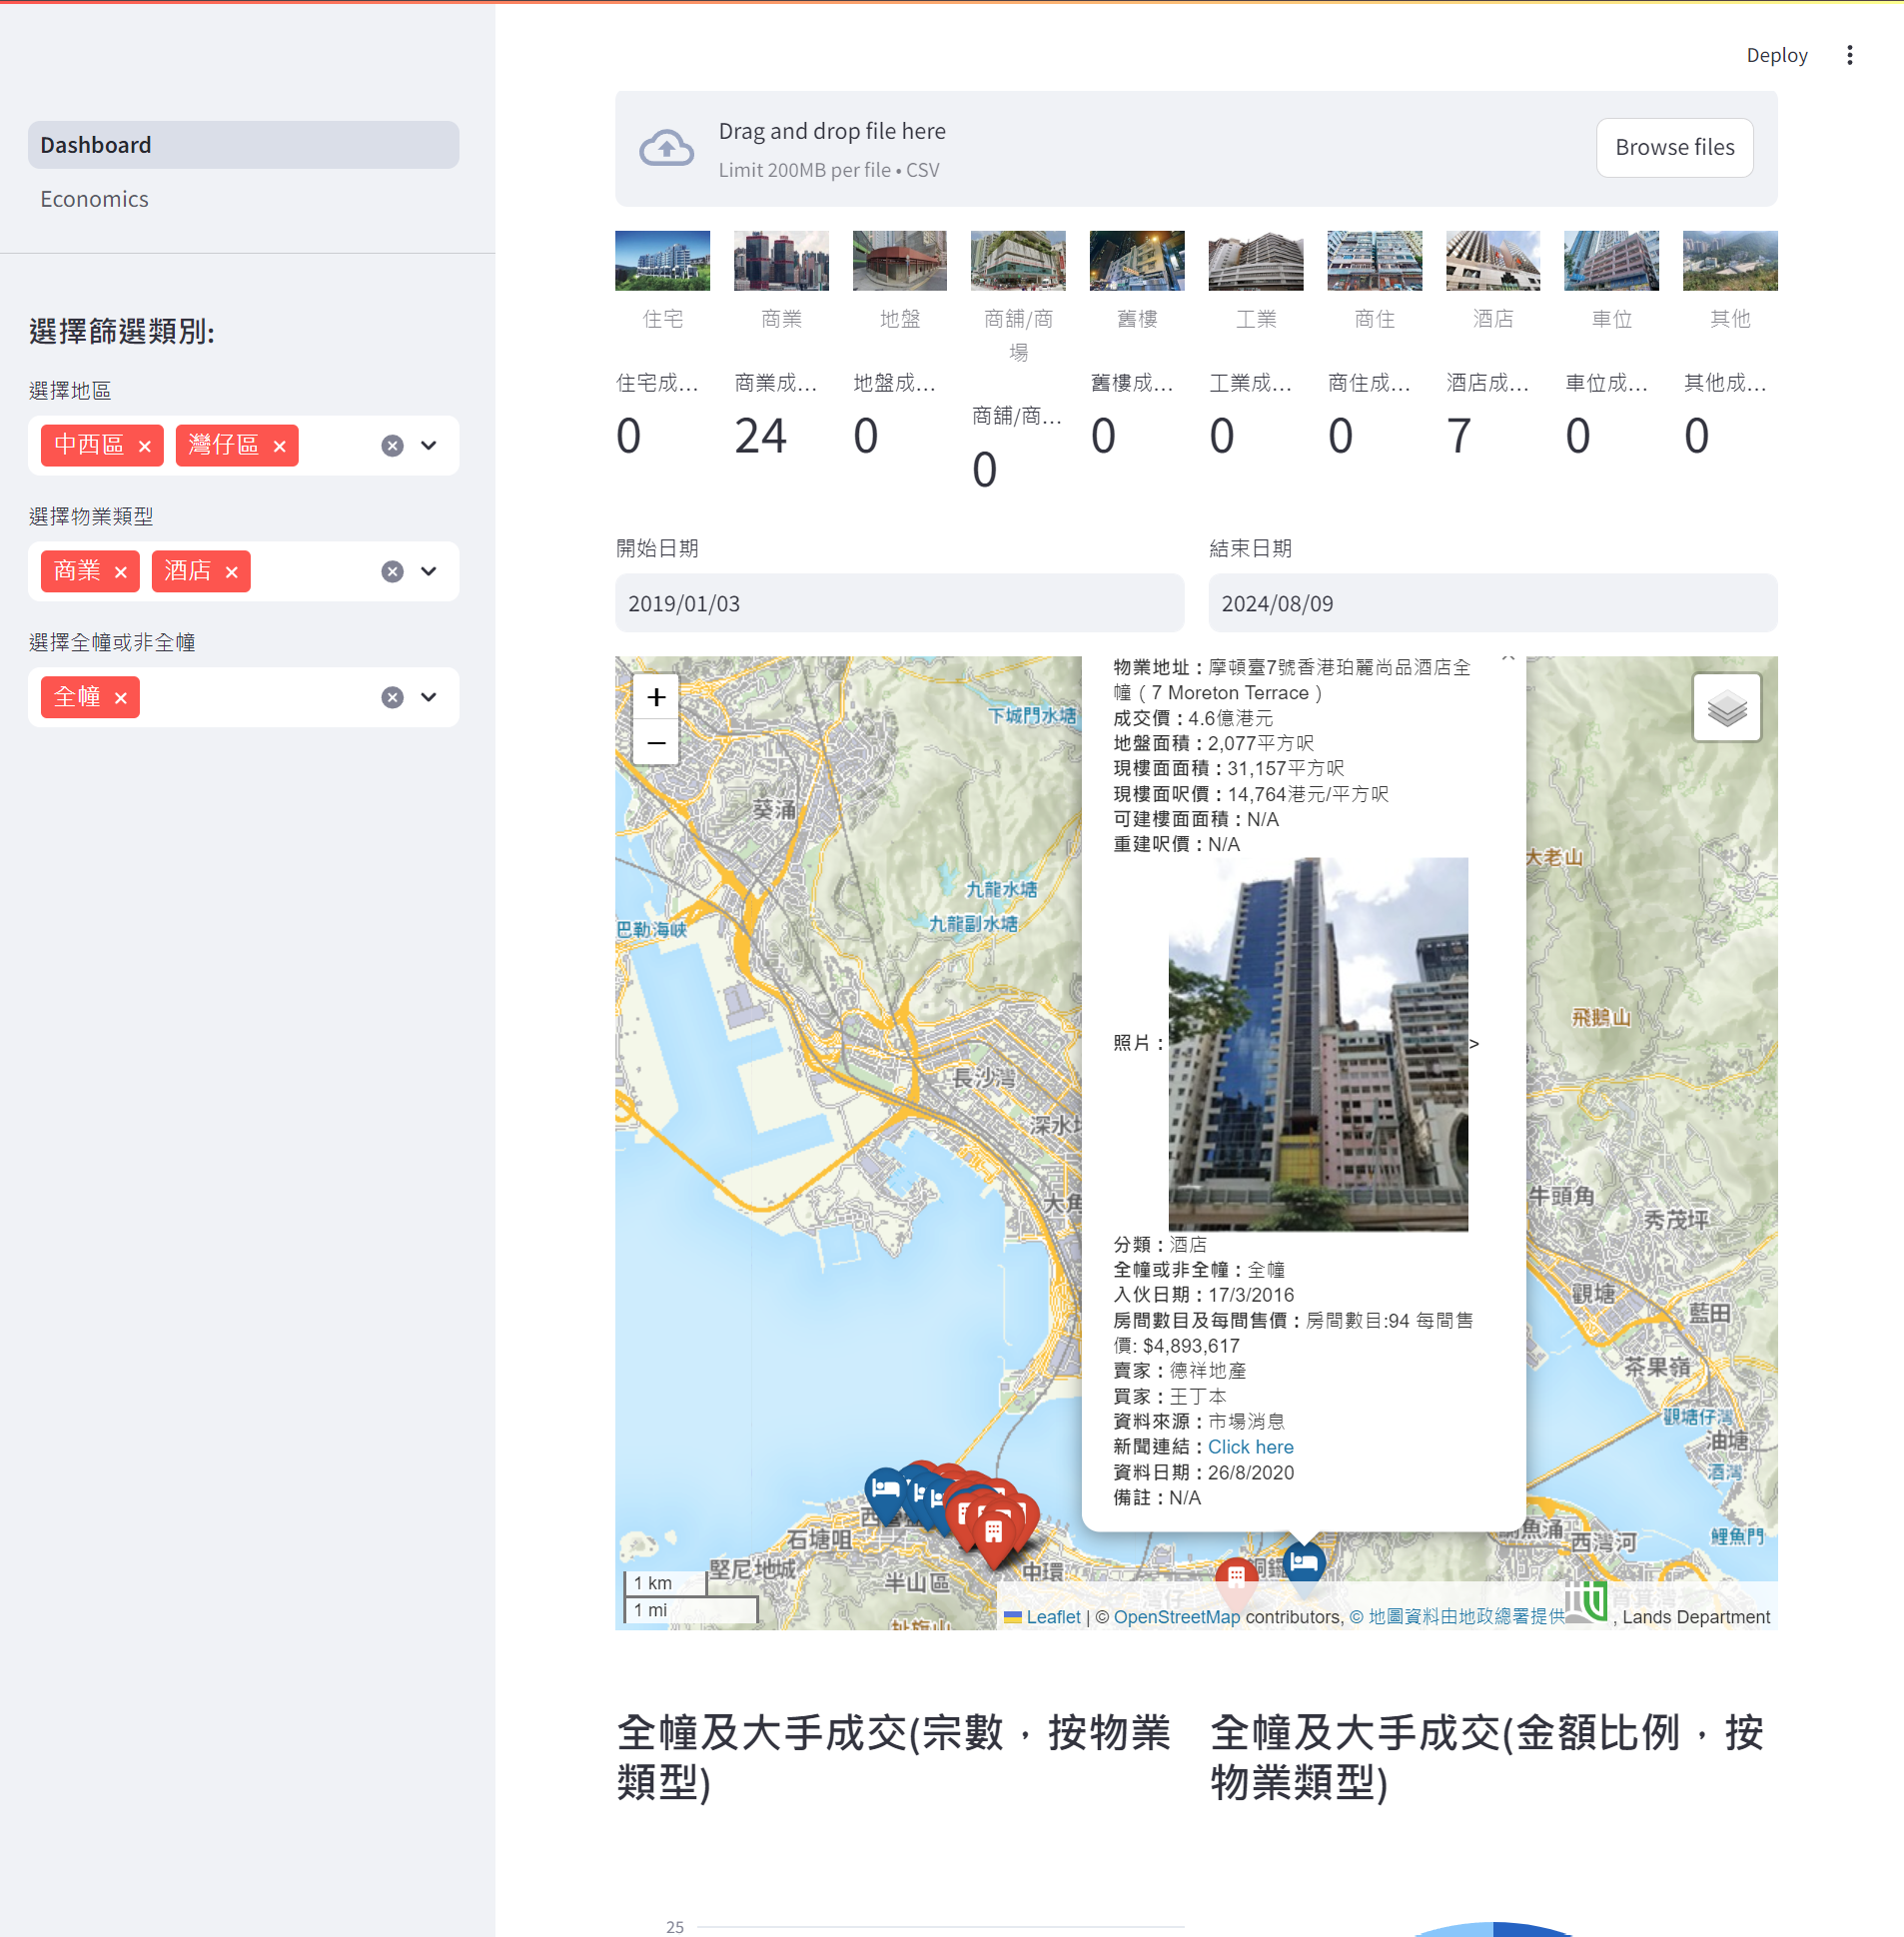 Deploy
Dashboard
Economics
選擇篩選類別:
選擇地區
中西區
灣仔區
選擇物業類型
商業
酒店
選擇全幢或非全幢
全幢
Drag and drop file here
Limit 200MB per file • CSV
Browse files
住宅
商業
地盤
商舖/商
場
舊樓
工業
商住
酒店
車位
其他
住宅成…
商業成…
地盤成…
商舖/商…
舊樓成…
工業成…
商住成…
酒店成…
車位成…
其他成…
0
24
0
0
0
0
0
7
0
0
開始日期
結束日期
2019/01/03
2024/08/09
+
−
下城門水塘
葵涌
九龍水塘
九龍副水塘
巴勒海峽
長沙灣
深水
大角
大老山
飛鵝山
牛頭角
秀茂坪
觀塘
藍田
茶果嶺
觀塘仔灣
油塘
酒灣
鯉魚門
魚涌
西灣河
筲箕灣
石塘咀
堅尼地城
半山區
中環
銅鑼
灣仔
扯旗山
物業地址：摩頓臺7號香港珀麗尚品酒店全
幢（7 Moreton Terrace）
成交價：4.6億港元
地盤面積：2,077平方呎
現樓面面積：31,157平方呎
現樓面呎價：14,764港元/平方呎
可建樓面面積：N/A
重建呎價：N/A
照片：
>
分類：酒店
全幢或非全幢：全幢
入伙日期：17/3/2016
房間數目及每間售價：房間數目:94 每間售
價: $4,893,617
賣家：德祥地產
買家：王丁本
資料來源：市場消息
新聞連結：Click here
資料日期：26/8/2020
備註：N/A
1 km
1 mi
Leaflet | © OpenStreetMap contributors, © 地圖資料由地政總署提供 , Lands Department
全幢及大手成交(宗數，按物業
類型)
全幢及大手成交(金額比例，按
物業類型)
25